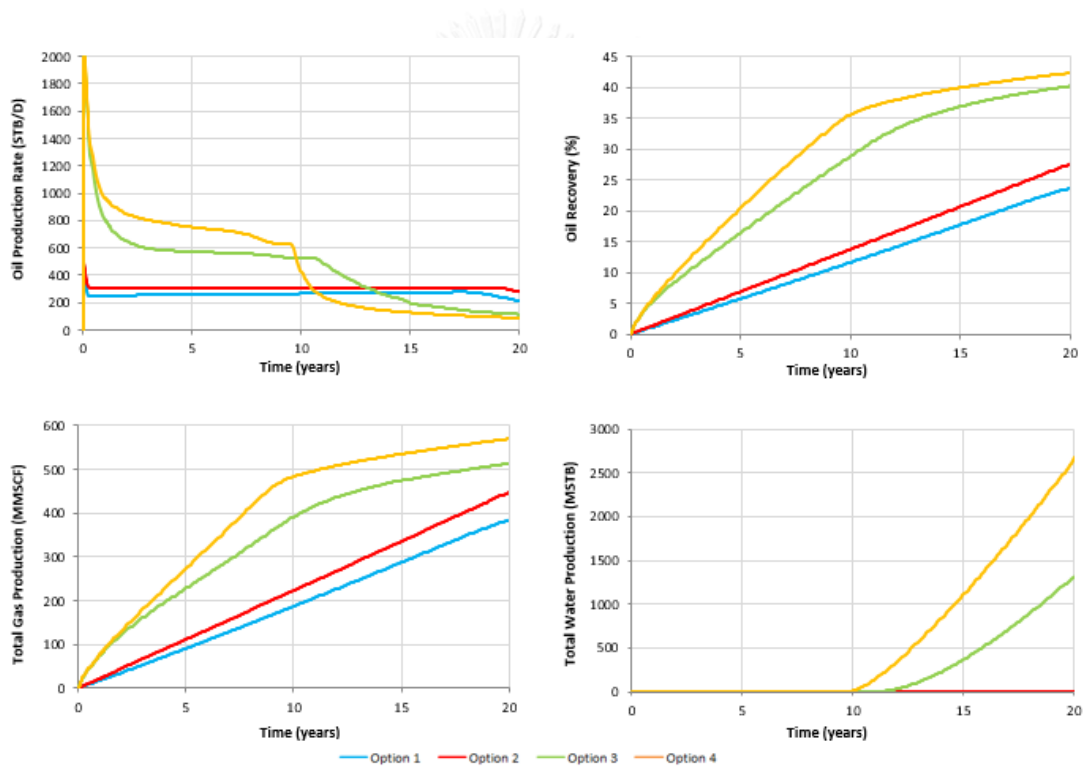 Oil Production Rate (STB/D)
2000
1800
1600
1400
1200
1000
800
600
400
200
0
0 5 10 15 20
Time (years)
Oil Recovery (%)
45
40
35
30
25
20
15
10
5
0
0 5 10 15 20
Time (years)
Total Gas Production (MMSCF)
600
500
400
300
200
100
0
0 5 10 15 20
Time (years)
Total Water Production (MSTB)
3000
2500
2000
1500
1000
500
0
0 5 10 15 20
Time (years)
Option 1 Option 2 Option 3 Option 4